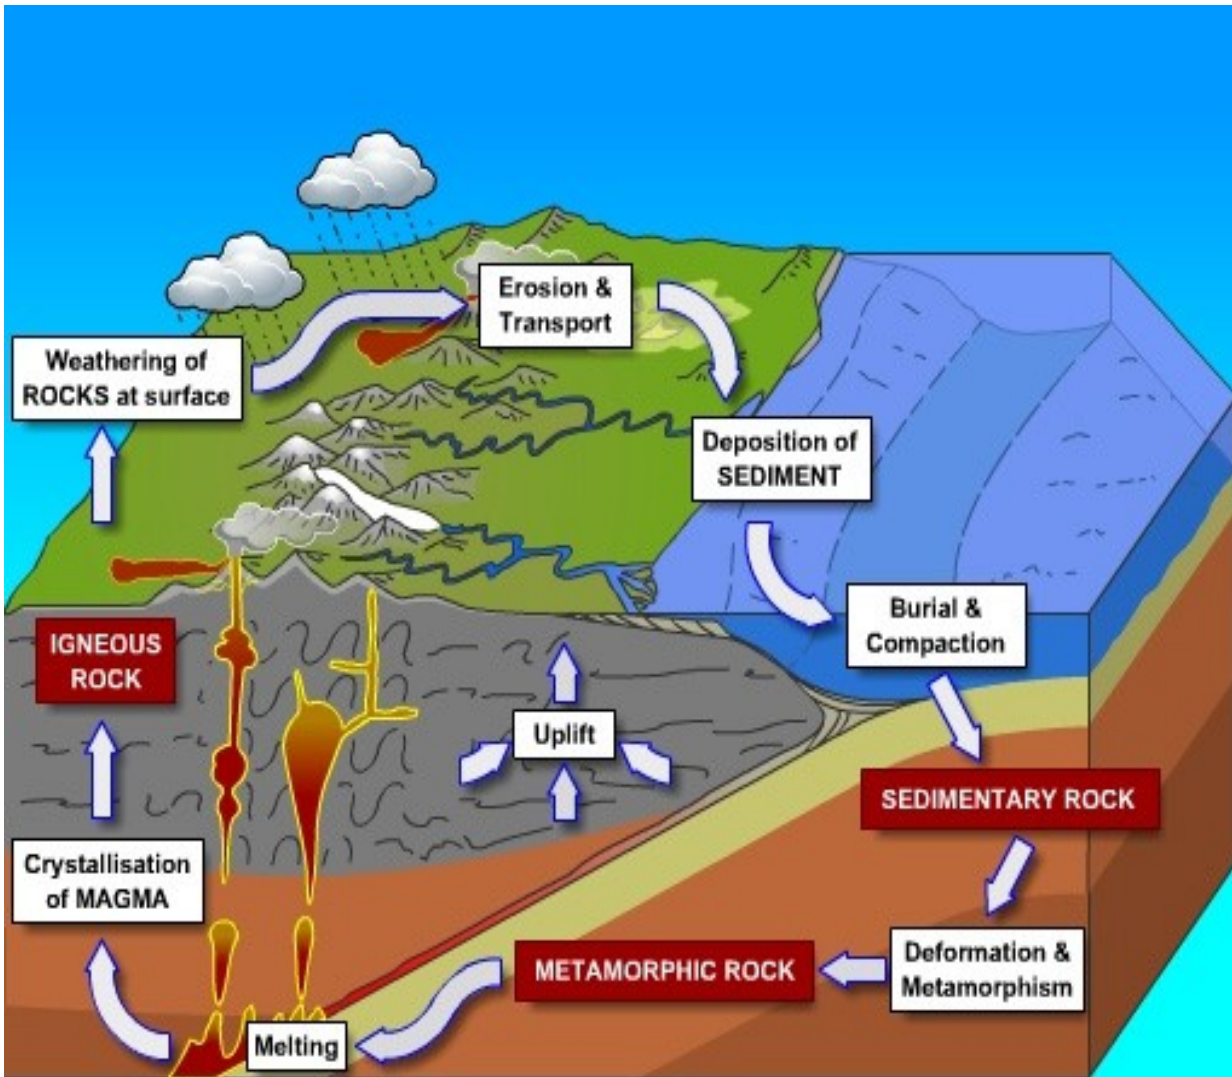 Erosion &
Transport
Weathering of
ROCKS at surface
Deposition of
SEDIMENT
Burial &
Compaction
IGNEOUS
ROCK
Uplift
SEDIMENTARY ROCK
Crystallisation
of MAGMA
Deformation &
Metamorphism
METAMORPHIC ROCK
Melting